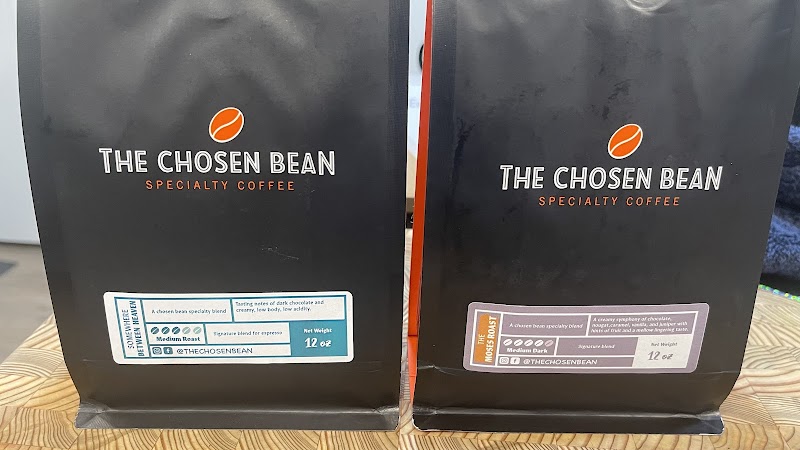 THE CHOSEN BEAN
SPECIALTY COFFEE
SOMEWHERE
BETWEEN HEAVEN
A chosen bean specialty blend
Tasting notes of dark chocolate and
creamy, low body, low acidity.
Medium Roast
Signature blend for espresso
Net Weight
12 oz
@THECHOSENBEAN
THE CHOSEN BEAN
SPECIALTY COFFEE
THE
MOSES ROAST
A chosen bean specialty blend
A creamy symphony of chocolate,
nougat, caramel, vanilla, and juniper with
hints of fruit and a mellow lingering taste.
Medium Dark
Signature blend
Net Weight
12 oz
@THECHOSENBEAN